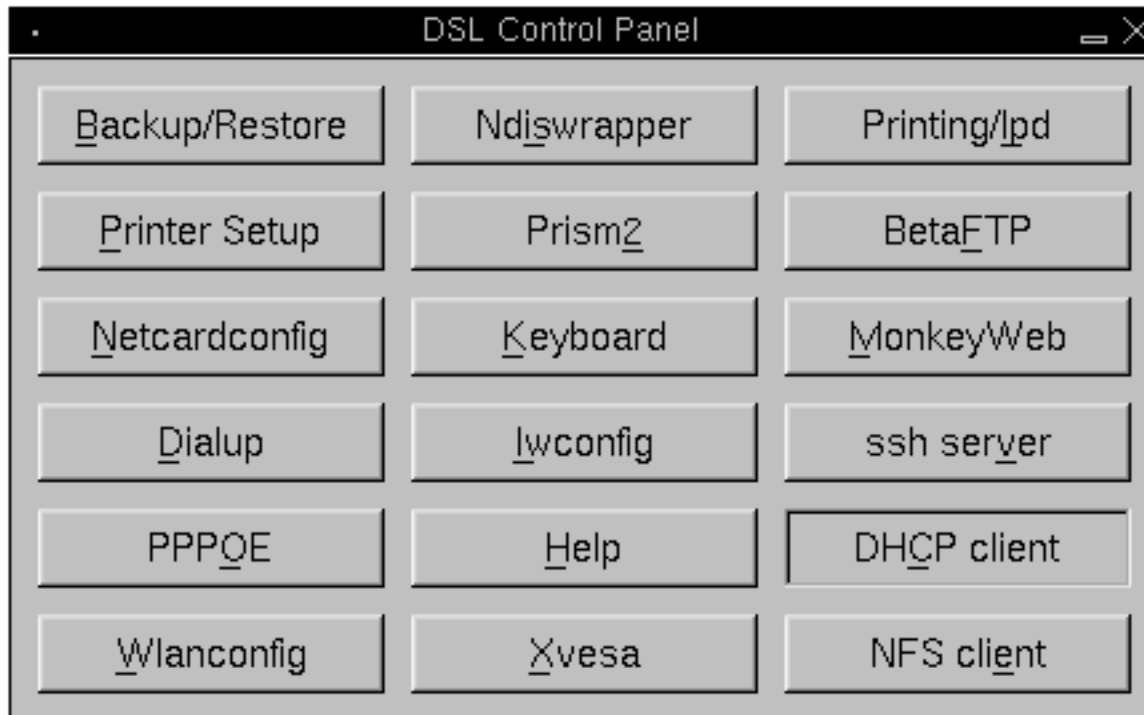 DSL Control Panel
Backup/Restore Ndiswrapper Printing/lpd
Printer Setup Prism2 BetaFTP
Netcardconfig Keyboard MonkeyWeb
Dialup Iwconfig ssh server
PPPOE Help DHCP client
Wlanconfig Xvesa NFS client